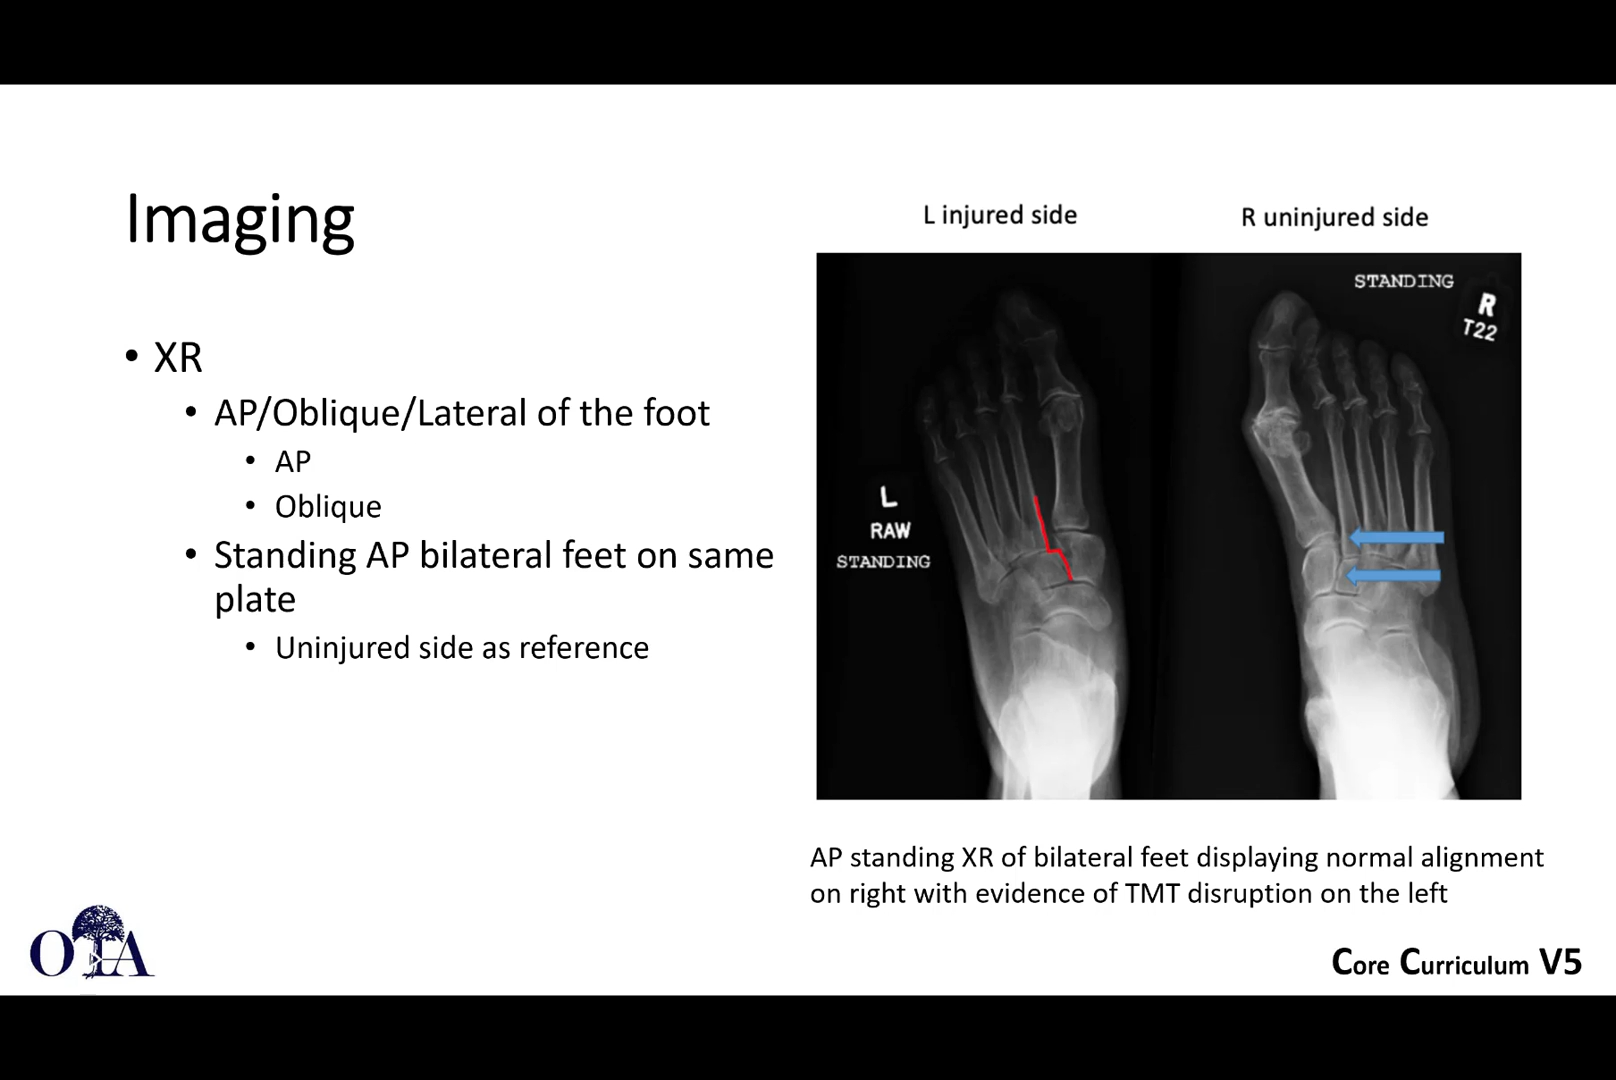 Imaging
• XR
• AP/Oblique/Lateral of the foot
• AP
• Oblique
• Standing AP bilateral feet on same
plate
• Uninjured side as reference
L injured side
R uninjured side
STANDING
R
T22
L
RAW
STANDING
AP standing XR of bilateral feet displaying normal alignment
on right with evidence of TMT disruption on the left
OTA
Core Curriculum V5